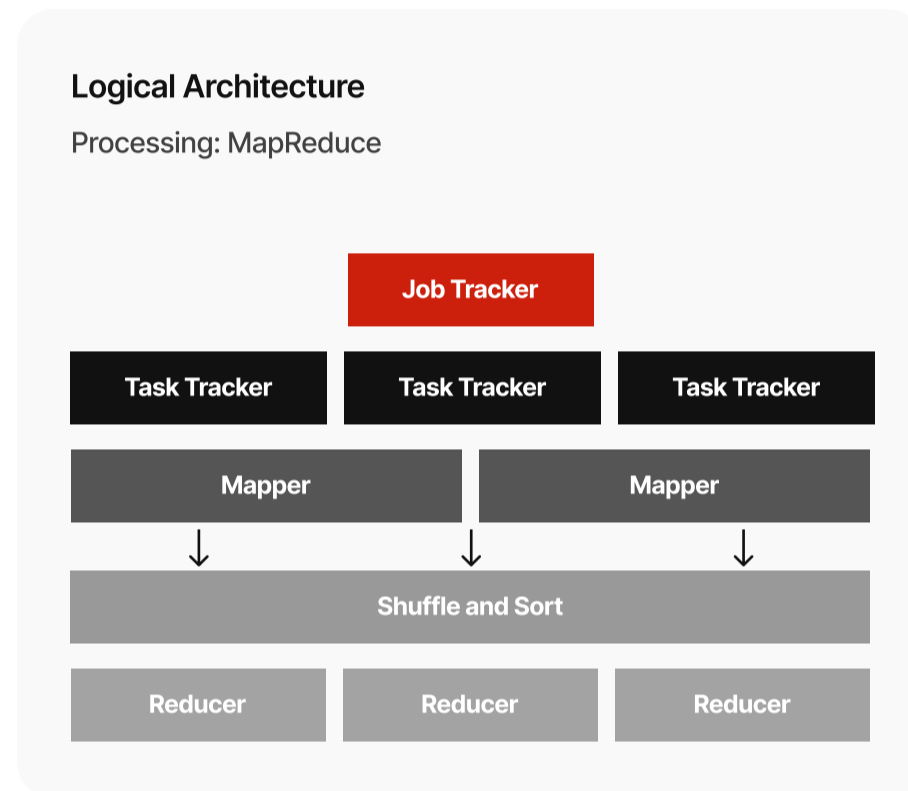 Logical Architecture
Processing: MapReduce
Job Tracker
Task Tracker Task Tracker Task Tracker
Mapper Mapper
Shuffle and Sort
Reducer Reducer Reducer